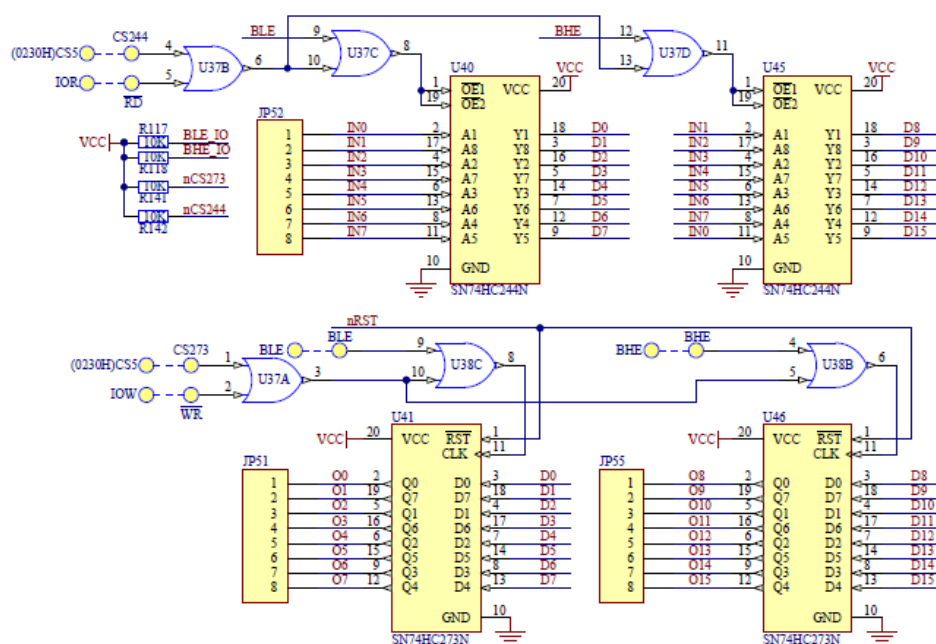 CS244
(0230H)CS5
4
U37B
6
IOR
5
RD
BLE
9
U37C
8
10
BHE
12
U37D
11
13
VCC
R117
10K
BLE_IO
10K
BHE_IO
R118
10K
nCS273
R141
10K
nCS244
R142
JP52
1 IN0
2 IN1
3 IN2
4 IN3
5 IN4
6 IN5
7 IN6
8 IN7
U40
1 OE1 VCC 20 VCC
19 OE2
2 A1 Y1 18 D0
17 A8 Y8 3 D1
4 A2 Y2 16 D2
15 A7 Y7 5 D3
6 A3 Y3 14 D4
13 A6 Y6 7 D5
8 A4 Y4 12 D6
11 A5 Y5 9 D7
10 GND
SN74HC244N
U45
1 OE1 VCC 20 VCC
19 OE2
IN1 2 A1 Y1 18 D8
IN2 17 A8 Y8 3 D9
IN3 4 A2 Y2 16 D10
IN4 15 A7 Y7 5 D11
IN5 6 A3 Y3 14 D12
IN6 13 A6 Y6 7 D13
IN7 8 A4 Y4 12 D14
IN0 11 A5 Y5 9 D15
10 GND
SN74HC244N
nRST
CS273
(0230H)CS5
1
U37A
3
IOW
2
WR
BLE BLE
9
U38C
8
10
BHE BHE
4
U38B
6
5
U41
VCC 20 VCC RST 1
CLK 11
JP51
1 O0 2 Q0 D0 3 D0
2 O1 19 Q7 D7 18 D1
3 O2 5 Q1 D1 4 D2
4 O3 16 Q6 D6 17 D3
5 O4 6 Q2 D2 7 D4
6 O5 15 Q5 D5 14 D5
7 O6 9 Q3 D3 8 D6
8 O7 12 Q4 D4 13 D7
GND 10
SN74HC273N
U46
VCC 20 VCC RST 1
CLK 11
JP55
1 O8 2 Q0 D0 3 D8
2 O9 19 Q7 D7 18 D9
3 O10 5 Q1 D1 4 D10
4 O11 16 Q6 D6 17 D11
5 O12 6 Q2 D2 7 D12
6 O13 15 Q5 D5 14 D13
7 O14 9 Q3 D3 8 D14
8 O15 12 Q4 D4 13 D15
GND 10
SN74HC273N